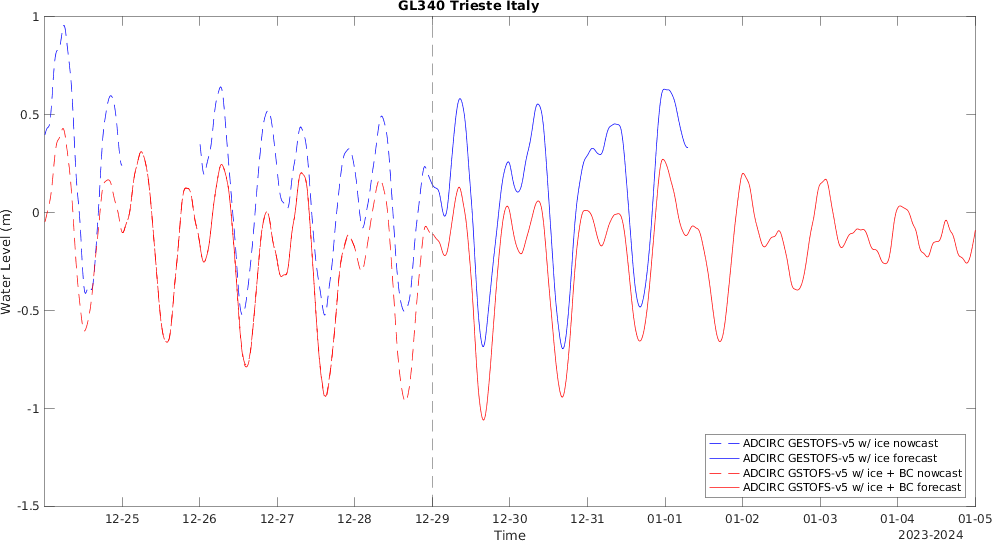 GL340 Trieste Italy
1
0.5
0
-0.5
-1
-1.5
Water Level (m)
ADCIRC GESTOFS-v5 w/ ice nowcast
ADCIRC GESTOFS-v5 w/ ice forecast
ADCIRC GSTOFS-v5 w/ ice + BC nowcast
ADCIRC GSTOFS-v5 w/ ice + BC forecast
12-25 12-26 12-27 12-28 12-29 12-30 12-31 01-01 01-02 01-03 01-04 01-05
Time
2023-2024